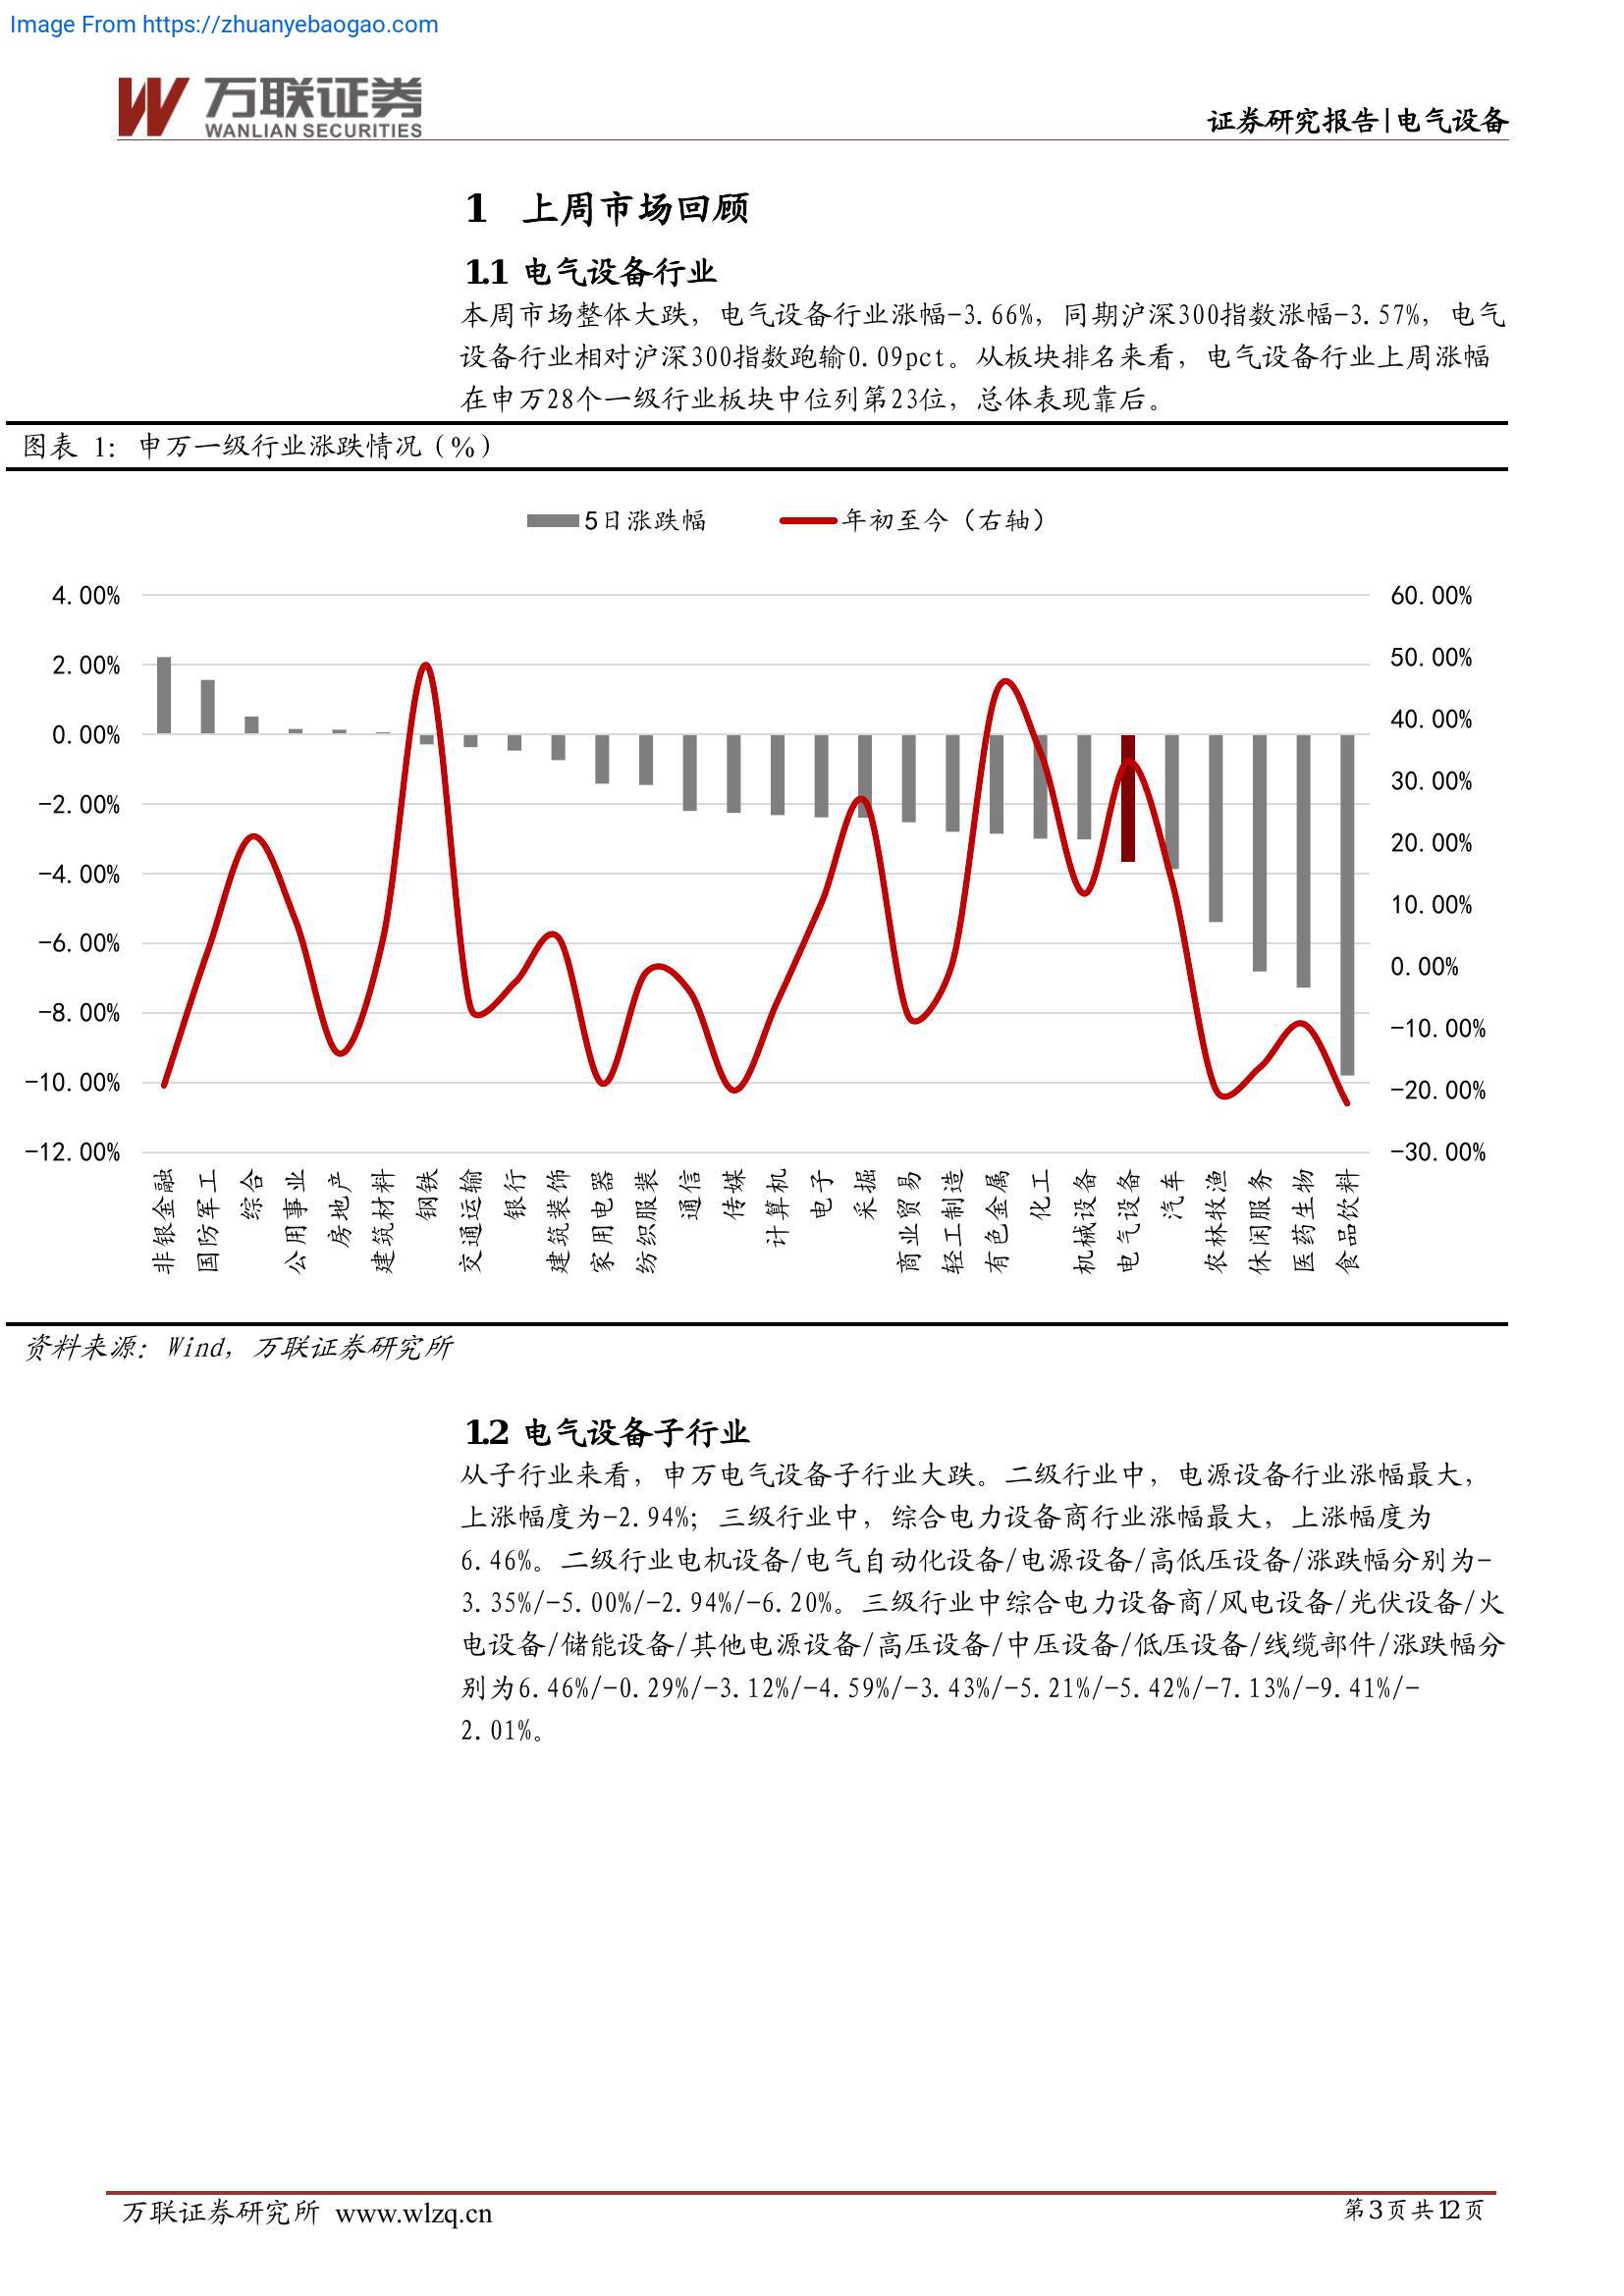 Image From https://zhuanyebaogao.com
万联证券
WANLIAN SECURITIES
证券研究报告|电气设备
1 上周市场回顾
1.1 电气设备行业
本周市场整体大跌，电气设备行业涨幅-3.66%，同期沪深300指数涨幅-3.57%，电气
设备行业相对沪深300指数跑输0.09pct。从板块排名来看，电气设备行业上周涨幅
在申万28个一级行业板块中位列第23位，总体表现靠后。
图表 1：申万一级行业涨跌情况（%）
5日涨跌幅
年初至今（右轴）
4.00%
2.00%
0.00%
-2.00%
-4.00%
-6.00%
-8.00%
-10.00%
-12.00%
60.00%
50.00%
40.00%
30.00%
20.00%
10.00%
0.00%
-10.00%
-20.00%
-30.00%
非银金融
国防军工
综合
公用事业
房地产
建筑材料
钢铁
交通运输
银行
建筑装饰
家用电器
纺织服装
通信
传媒
计算机
电子
采掘
商业贸易
轻工制造
有色金属
化工
机械设备
电气设备
汽车
农林牧渔
休闲服务
医药生物
食品饮料
资料来源：Wind，万联证券研究所
1.2 电气设备子行业
从子行业来看，申万电气设备子行业大跌。二级行业中，电源设备行业涨幅最大，
上涨幅度为-2.94%；三级行业中，综合电力设备商行业涨幅最大，上涨幅度为
6.46%。二级行业电机设备/电气自动化设备/电源设备/高低压设备/涨跌幅分别为-
3.35%/-5.00%/-2.94%/-6.20%。三级行业中综合电力设备商/风电设备/光伏设备/火
电设备/储能设备/其他电源设备/高压设备/中压设备/低压设备/线缆部件/涨跌幅分
别为6.46%/-0.29%/-3.12%/-4.59%/-3.43%/-5.21%/-5.42%/-7.13%/-9.41%/-
2.01%。
万联证券研究所 www.wlzq.cn
第3页共12页